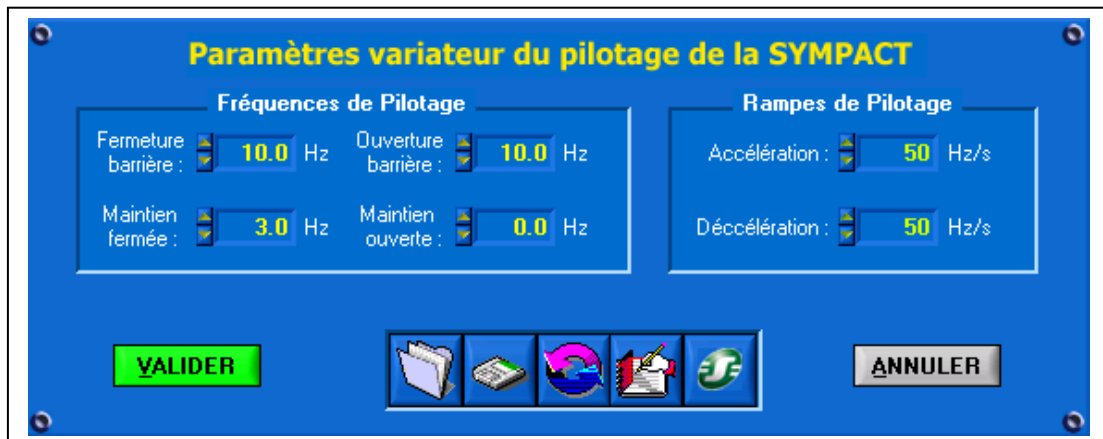 Paramètres variateur du pilotage de la SYMPACT
Fréquences de Pilotage
Fermeture
barrière :
10.0 Hz
Ouverture
barrière :
10.0 Hz
Maintien
fermée :
3.0 Hz
Maintien
ouverte :
0.0 Hz
Rampes de Pilotage
Accélération : 50 Hz/s
Déccélération : 50 Hz/s
VALIDER
ANNULER